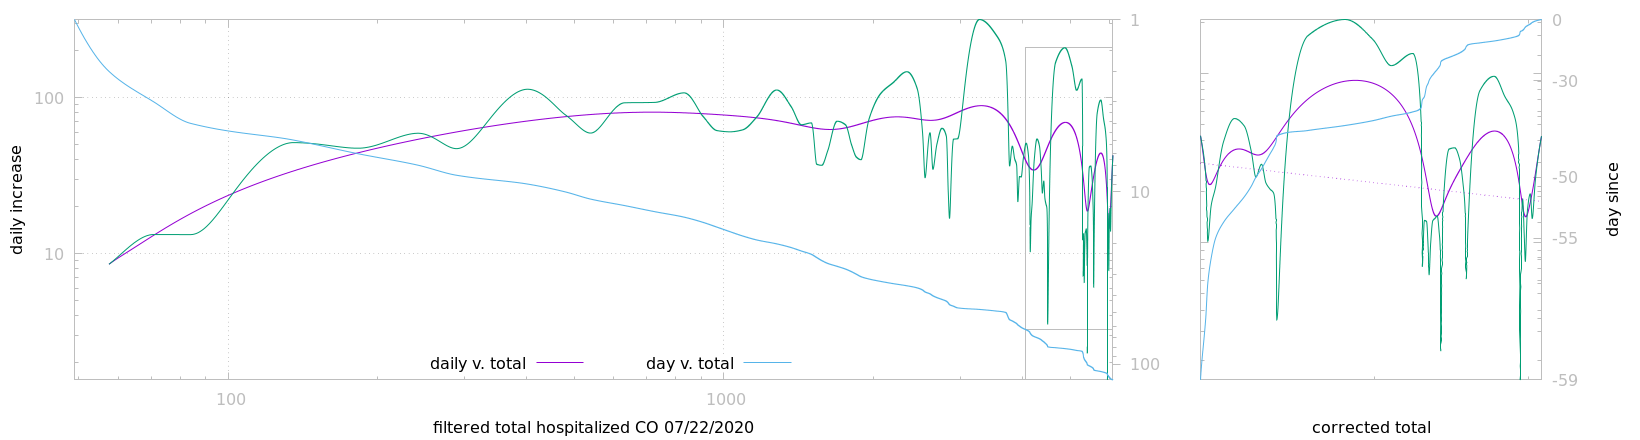 1
0
100
-30
daily increase
10
-50
day since
10
-55
daily v. total
day v. total
100
-59
100
1000
filtered total hospitalized CO 07/22/2020
corrected total